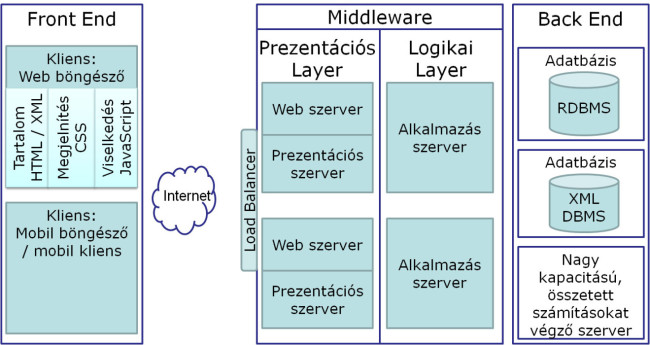 Front End
Kliens:
Web böngésző
Tartalom
HTML / XML
Megjelnítés
CSS
Viselkedés
JavaScript
Kliens:
Mobil böngésző
/ mobil kliens
Internet
Middleware
Load Balancer
Prezentációs
Layer
Web szerver
Prezentációs
szerver
Web szerver
Prezentációs
szerver
Logikai
Layer
Alkalmazás
szerver
Alkalmazás
szerver
Back End
Adatbázis
RDBMS
Adatbázis
XML
DBMS
Nagy
kapacitású,
összetett
számításokat
végző szerver